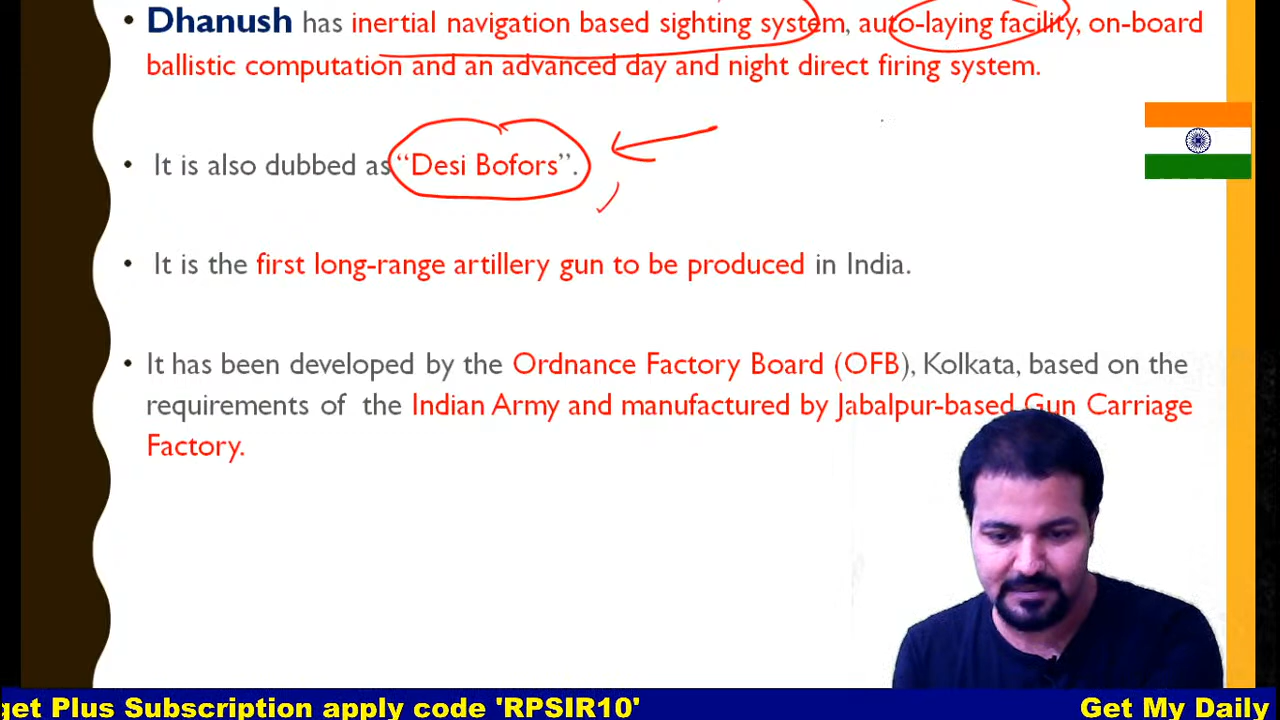 • Dhanush has inertial navigation based sighting system, auto-laying facility, on-board
ballistic computation and an advanced day and night direct firing system.
• It is also dubbed as “Desi Bofors”.
• It is the first long-range artillery gun to be produced in India.
• It has been developed by the Ordnance Factory Board (OFB), Kolkata, based on the
requirements of the Indian Army and manufactured by Jabalpur-based Gun Carriage
Factory.
get Plus Subscription apply code 'RPSIR10' Get My Daily